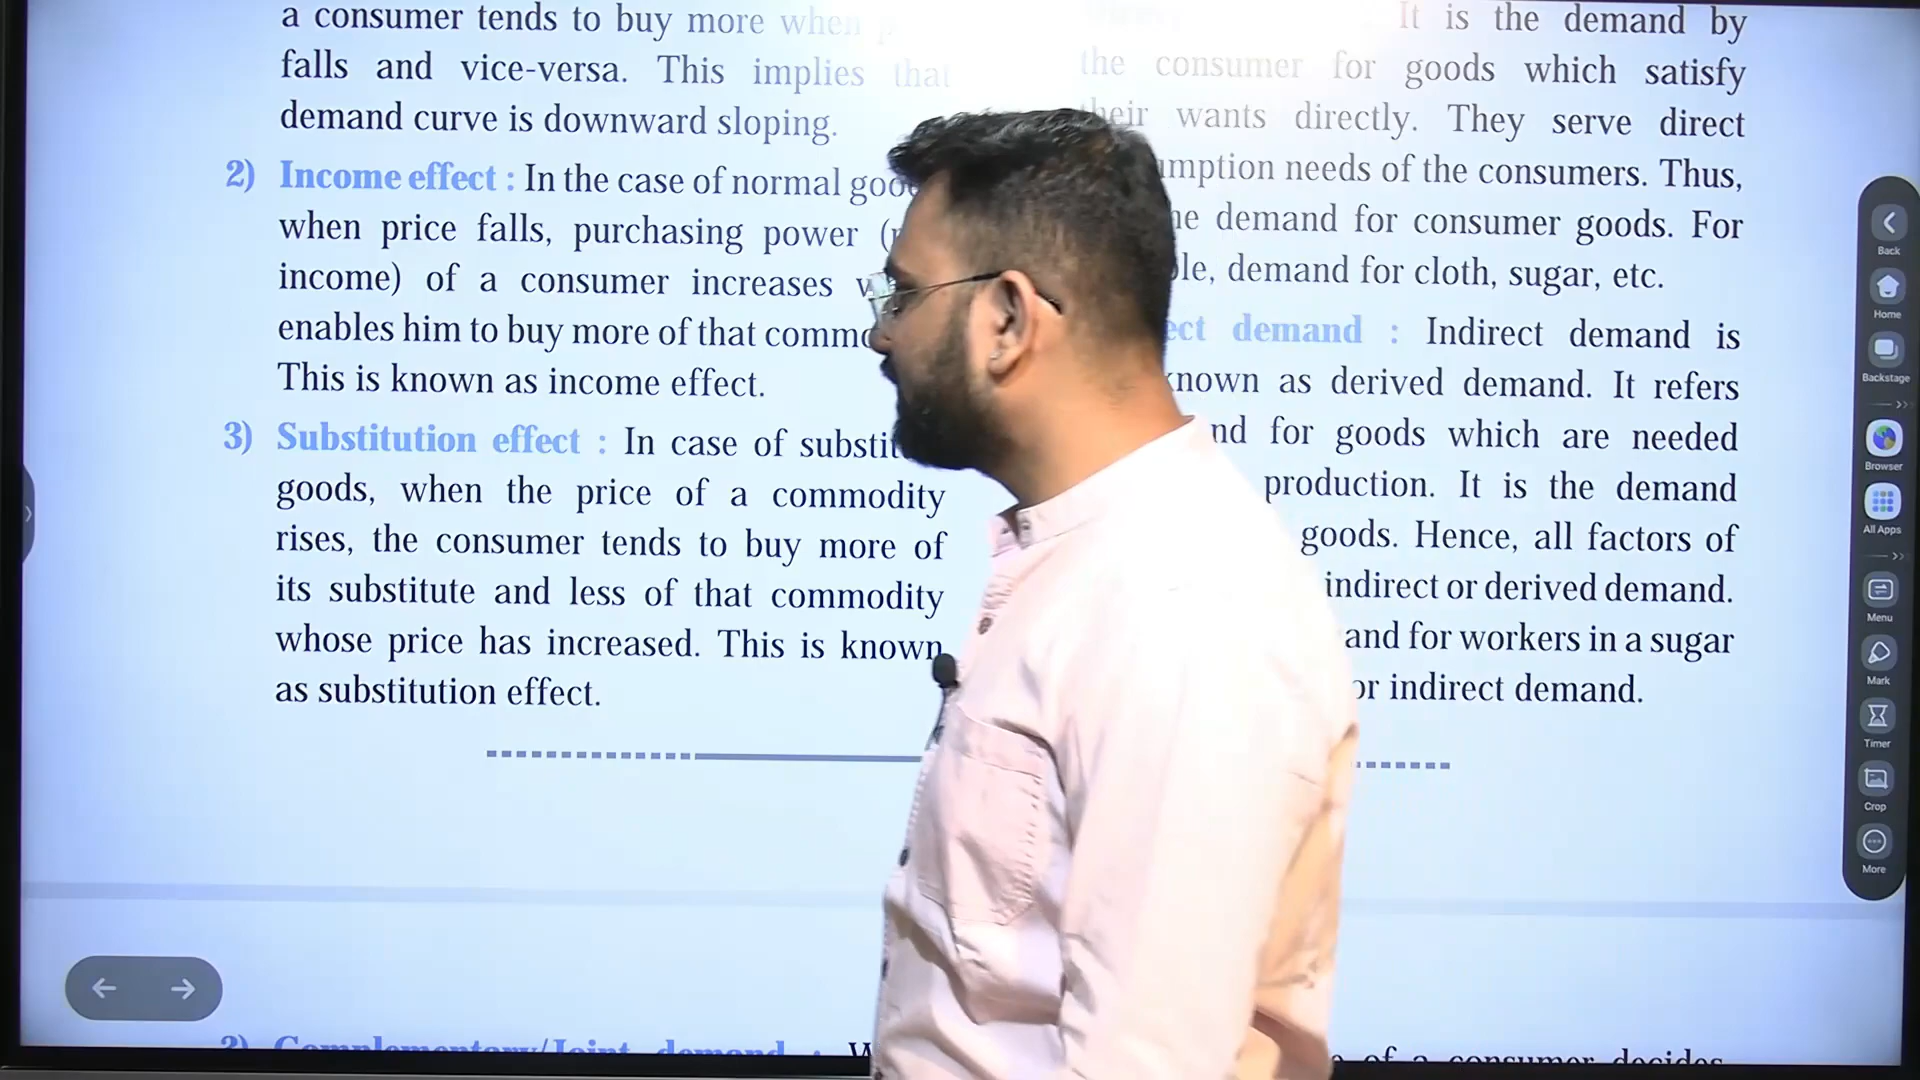 a consumer tends to buy more when
falls and vice-versa. This implies that
demand curve is downward sloping.
2) Income effect : In the case of normal
when price falls, purchasing power
income) of a consumer increases
enables him to buy more of that
This is known as income effect.
3) Substitution effect : In case of
goods, when the price of a commodity
rises, the consumer tends to buy more of
its substitute and less of that commodity
whose price has increased. This is known
as substitution effect.
It is the demand by
the consumer for goods which satisfy
their wants directly. They serve direct
needs of the consumers. Thus,
demand for consumer goods. For
demand for cloth, sugar, etc.
demand : Indirect demand is
known as derived demand. It refers
for goods which are needed
production. It is the demand
goods. Hence, all factors of
indirect or derived demand.
for workers in a sugar
or indirect demand.
2) Complementary/Joint demand :
of a consumer decides
Back
Home
Backstage
Browser
All Apps
Menu
Mark
Timer
Crop
More